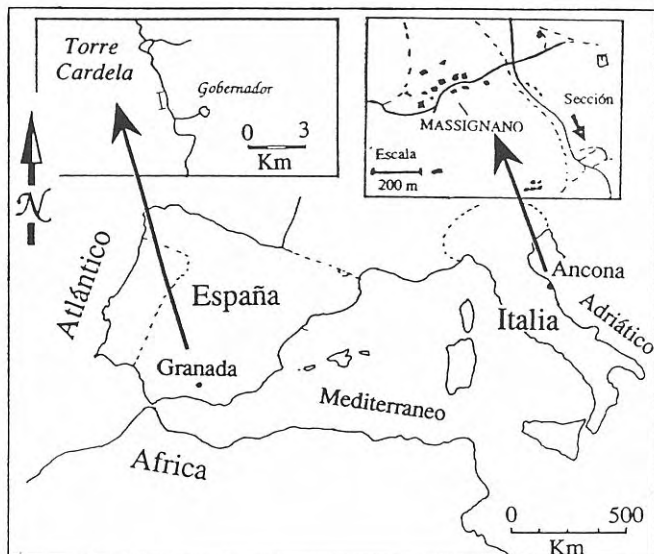 Torre
Cardela
Gobernador
0 3
Km
MASSIGNANO
Sección
Escala
200 m
N
Atlántico
España
Granada
Africa
Mediterraneo
Italia
Ancona
Adriático
0 500
Km